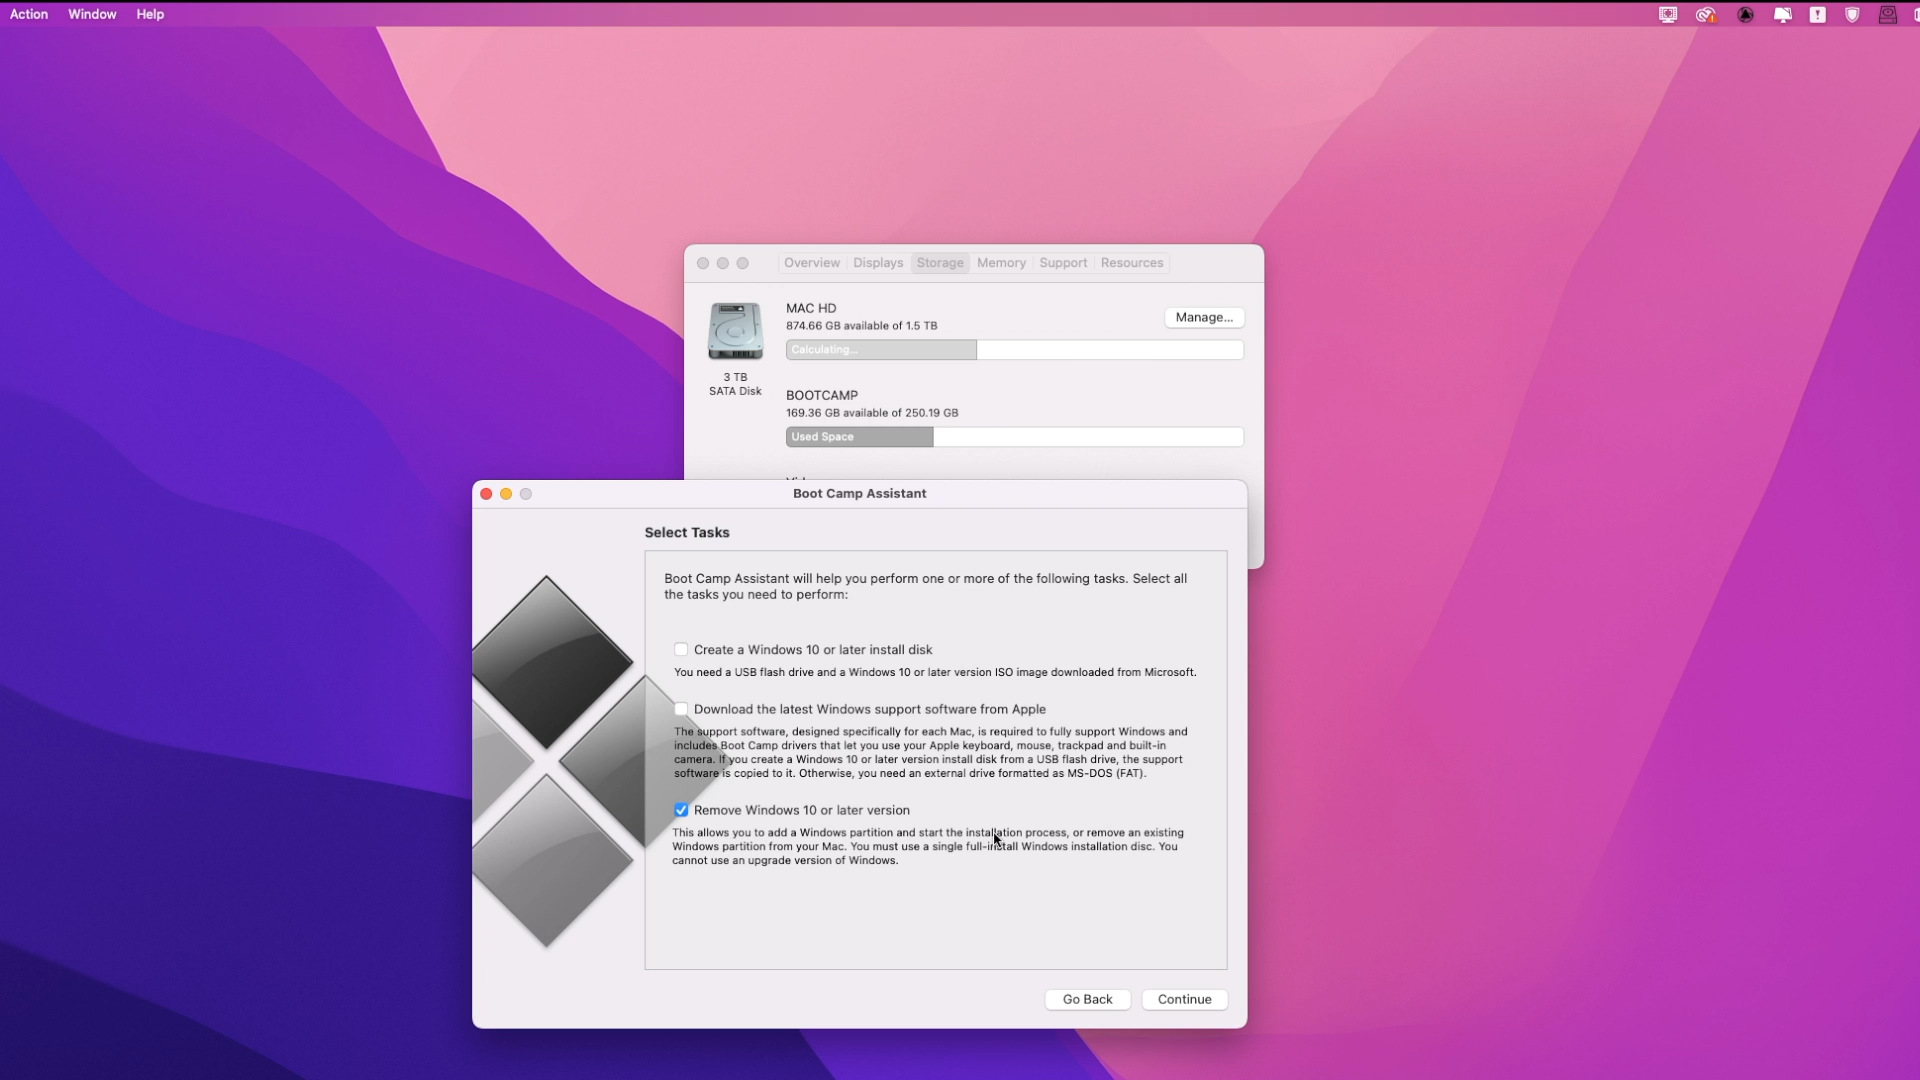 Action Window Help
Overview Displays Storage Memory Support Resources
MAC HD
874.66 GB available of 1.5 TB
Manage...
Calculating...
3 TB
SATA Disk
BOOTCAMP
169.36 GB available of 250.19 GB
Used Space
Boot Camp Assistant
Select Tasks
Boot Camp Assistant will help you perform one or more of the following tasks. Select all
the tasks you need to perform:
Create a Windows 10 or later install disk
You need a USB flash drive and a Windows 10 or later version ISO image downloaded from Microsoft.
Download the latest Windows support software from Apple
The support software, designed specifically for each Mac, is required to fully support Windows and
includes Boot Camp drivers that let you use your Apple keyboard, mouse, trackpad and built-in
camera. If you create a Windows 10 or later version install disk from a USB flash drive, the support
software is copied to it. Otherwise, you need an external drive formatted as MS-DOS (FAT).
Remove Windows 10 or later version
This allows you to add a Windows partition and start the installation process, or remove an existing
Windows partition from your Mac. You must use a single full-install Windows installation disc. You
cannot use an upgrade version of Windows.
Go Back
Continue